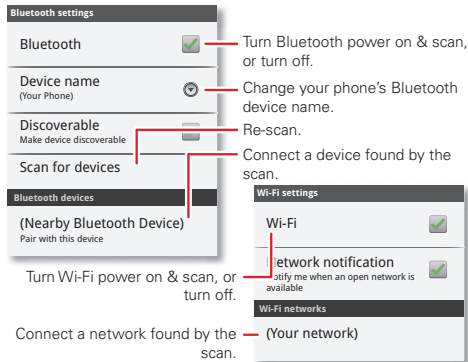 Bluetooth settings
Bluetooth
Device name
(Your Phone)
Discoverable
Make device discoverable
Scan for devices
Bluetooth devices
(Nearby Bluetooth Device)
Pair with this device
Turn Bluetooth power on & scan,
or turn off.
Change your phone's Bluetooth
device name.
Re-scan.
Connect a device found by the
scan.
Wi-Fi settings
Wi-Fi
Network notification
Notify me when an open network is
available
Wi-Fi networks
(Your network)
Turn Wi-Fi power on & scan, or
turn off.
Connect a network found by the
scan.